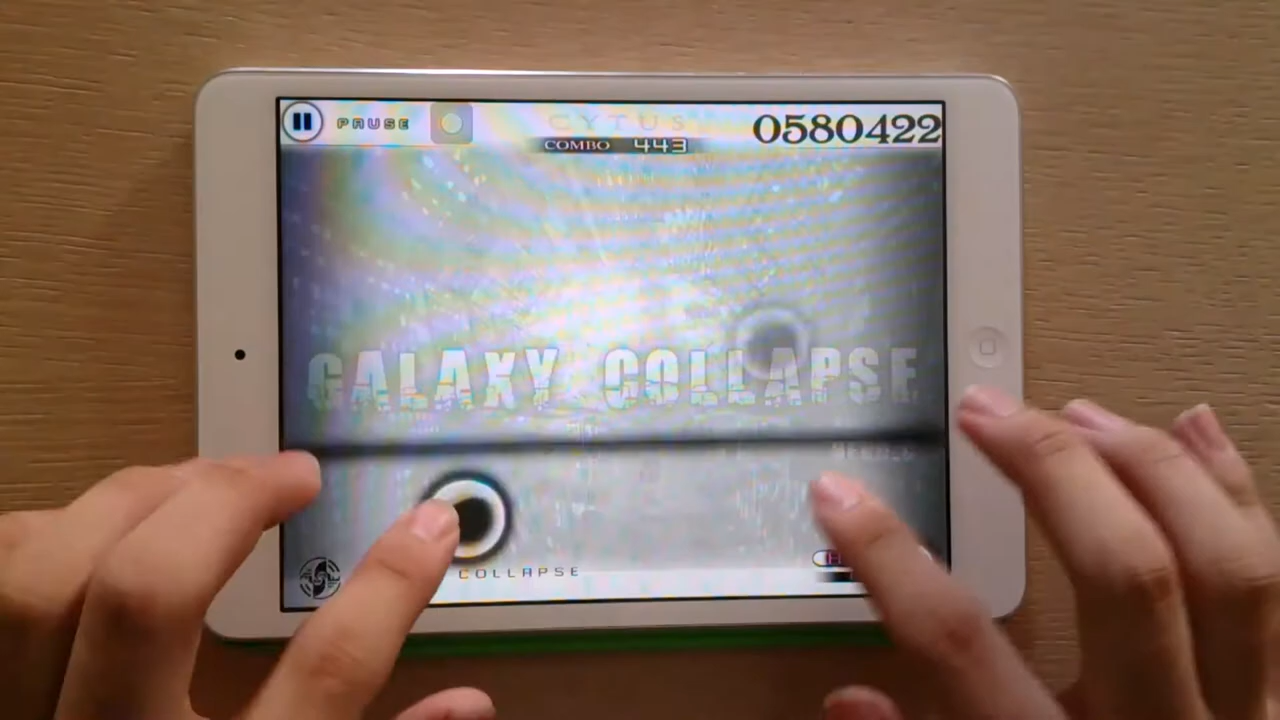 PAUSE
CYTUS
0580422
COMBO 443
GALAXY COLLAPSE
COLLAPSE